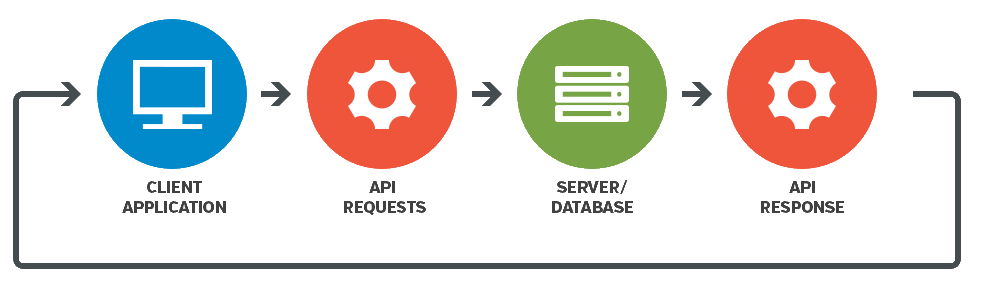 CLIENT
APPLICATION
API
REQUESTS
SERVER/
DATABASE
API
RESPONSE